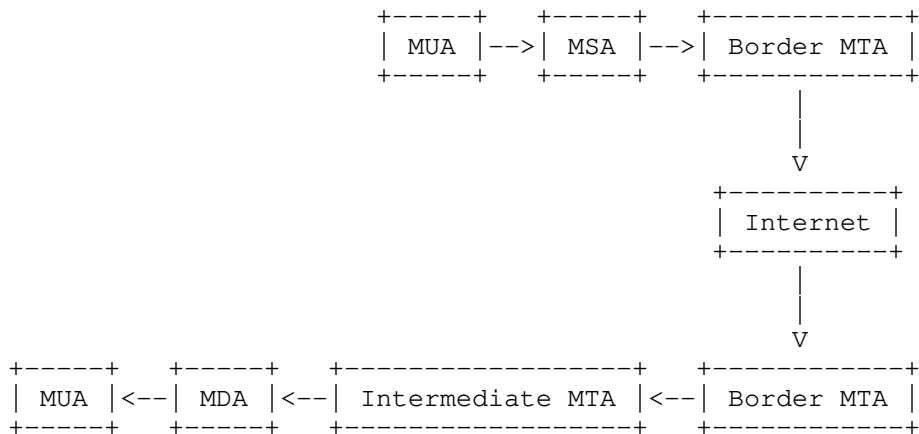 +-----+   +-----+   +------------+
| MUA |-->| MSA |-->| Border MTA |
+-----+   +-----+   +------------+
|
|
V
+----------+
| Internet |
+----------+
|
|
V
+-----+   +-----+   +------------------+   +------------+
| MUA |<--| MDA |<--| Intermediate MTA |<--| Border MTA |
+-----+   +-----+   +------------------+   +------------+